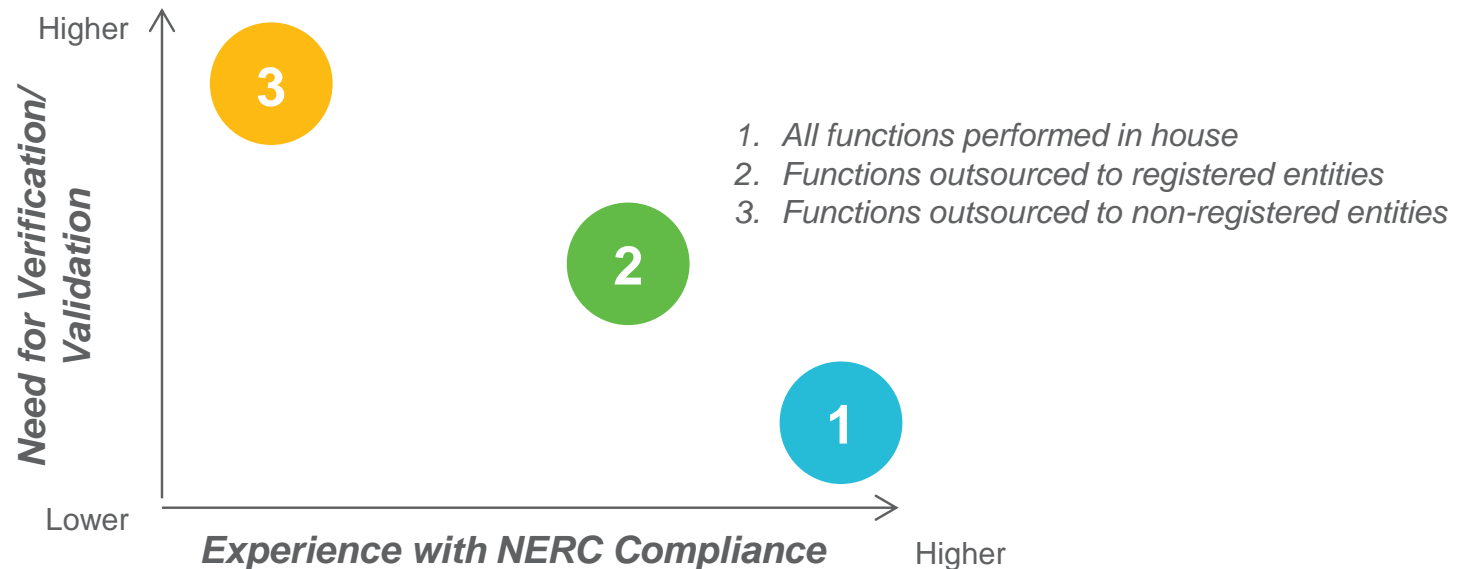 Higher
Need for Verification/
Validation
3
2
1
1. All functions performed in house
2. Functions outsourced to registered entities
3. Functions outsourced to non-registered entities
Lower
Experience with NERC Compliance
Higher